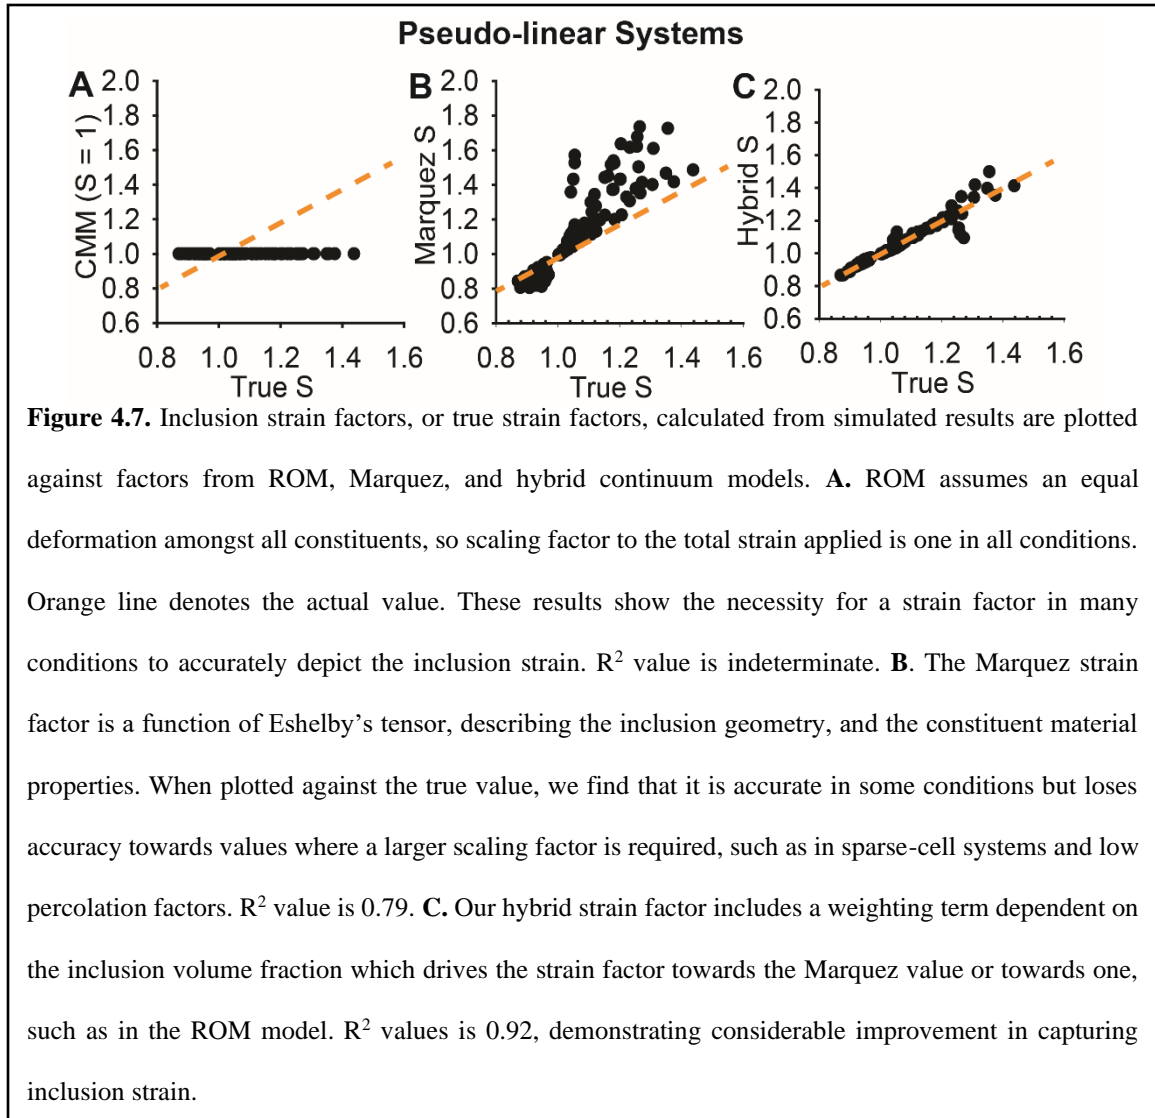 Pseudo-linear Systems
A
CMM (S = 1)
2.0
1.8
1.6
1.4
1.2
1.0
0.8
0.6
0.8 1.0 1.2 1.4 1.6
True S
B
Marquez S
2.0
1.8
1.6
1.4
1.2
1.0
0.8
0.6
0.8 1.0 1.2 1.4 1.6
True S
C
Hybrid S
2.0
1.8
1.6
1.4
1.2
1.0
0.8
0.6
0.8 1.0 1.2 1.4 1.6
True S
Figure 4.7. Inclusion strain factors, or true strain factors, calculated from simulated results are plotted
against factors from ROM, Marquez, and hybrid continuum models. A. ROM assumes an equal
deformation amongst all constituents, so scaling factor to the total strain applied is one in all conditions.
Orange line denotes the actual value. These results show the necessity for a strain factor in many
conditions to accurately depict the inclusion strain. R² value is indeterminate. B. The Marquez strain
factor is a function of Eshelby’s tensor, describing the inclusion geometry, and the constituent material
properties. When plotted against the true value, we find that it is accurate in some conditions but loses
accuracy towards values where a larger scaling factor is required, such as in sparse-cell systems and low
percolation factors. R² value is 0.79. C. Our hybrid strain factor includes a weighting term dependent on
the inclusion volume fraction which drives the strain factor towards the Marquez value or towards one,
such as in the ROM model. R² values is 0.92, demonstrating considerable improvement in capturing
inclusion strain.